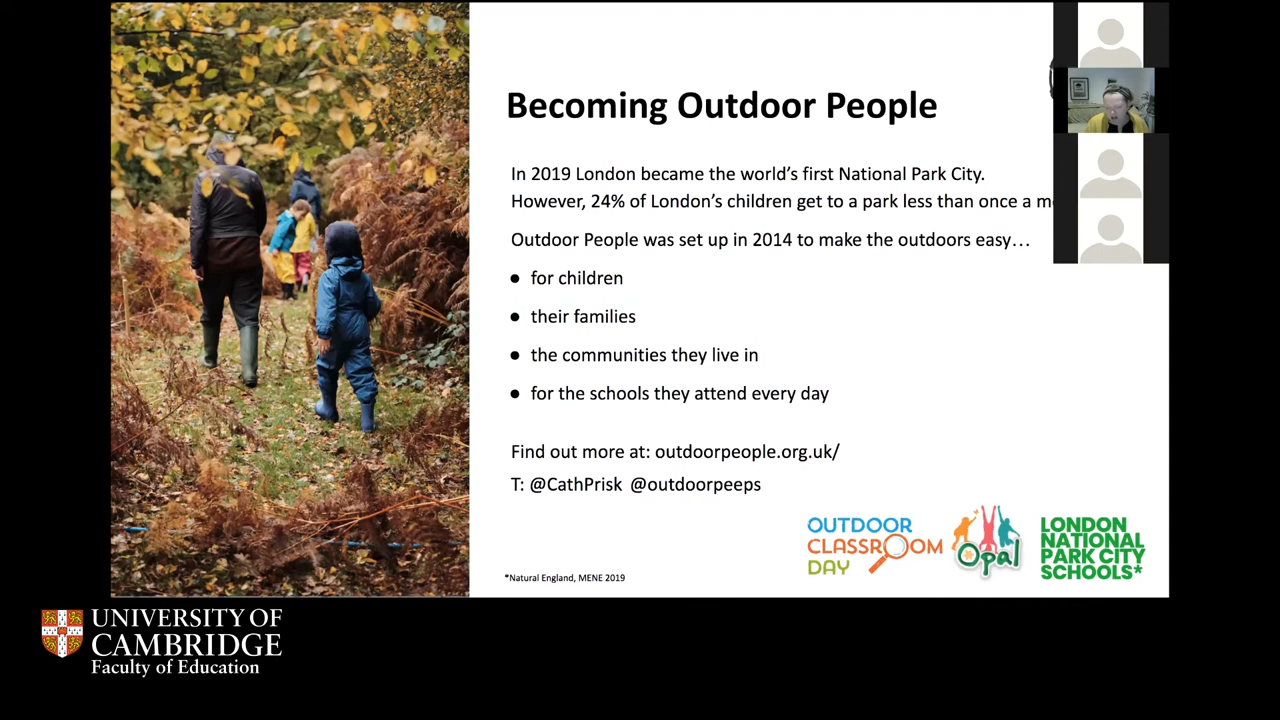 Becoming Outdoor People
In 2019 London became the world's first National Park City.
However, 24% of London's children get to a park less than once a
Outdoor People was set up in 2014 to make the outdoors easy…
● for children
● their families
● the communities they live in
● for the schools they attend every day
Find out more at: outdoorpeople.org.uk/
T: @CathPrisk @outdoorpeeps
OUTDOOR
CLASSROOM
DAY
Opal
LONDON
NATIONAL
PARK CITY
SCHOOLS*
*Natural England, MENE 2019
UNIVERSITY OF
CAMBRIDGE
Faculty of Education